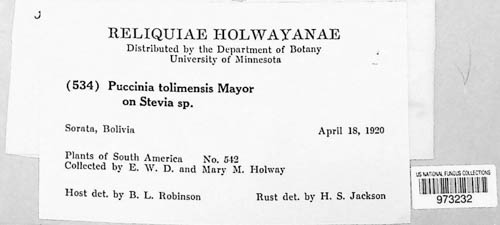 RELIQUIAE HOLWAYANAE
Distributed by the Department of Botany
University of Minnesota
(534) Puccinia tolimensis Mayor
on Stevia sp.
Sorata, Bolivia April 18, 1920
Plants of South America No. 542
Collected by E. W. D. and Mary M. Holway
Host det. by B. L. Robinson Rust det. by H. S. Jackson
US NATIONAL FUNGUS COLLECTIONS
973232